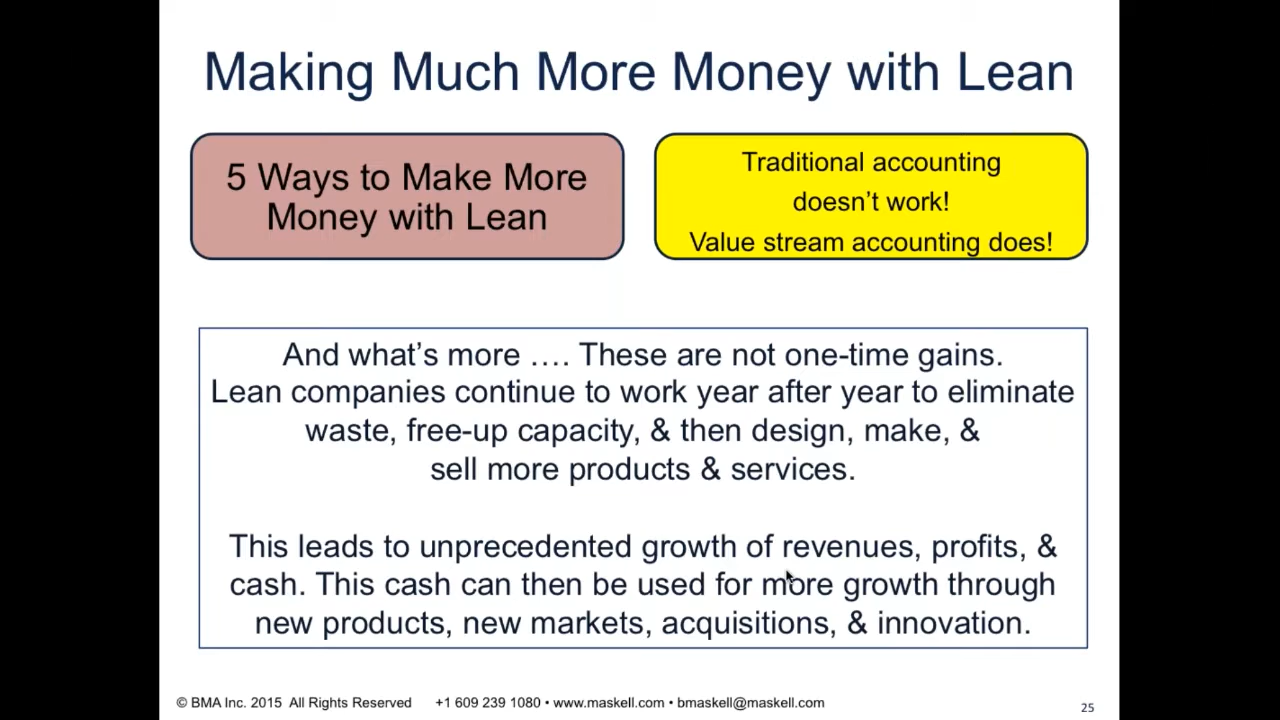 Making Much More Money with Lean
5 Ways to Make More
Money with Lean
Traditional accounting
doesn’t work!
Value stream accounting does!
And what’s more …. These are not one-time gains.
Lean companies continue to work year after year to eliminate
waste, free-up capacity, & then design, make, &
sell more products & services.
This leads to unprecedented growth of revenues, profits, &
cash. This cash can then be used for more growth through
new products, new markets, acquisitions, & innovation.
© BMA Inc. 2015 All Rights Reserved +1 609 239 1080 • www.maskell.com • bmaskell@maskell.com
25